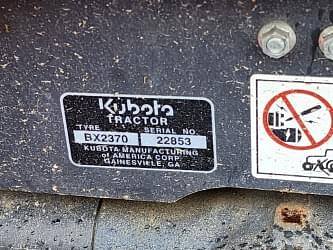 Kubota
TRACTOR
TYPE SERIAL NO.
BX2370 22853
KUBOTA MANUFACTURING
of AMERICA CORP.
GAINESVILLE, GA